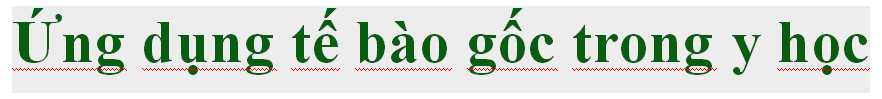 Ứng dụng tế bào gốc trong y học